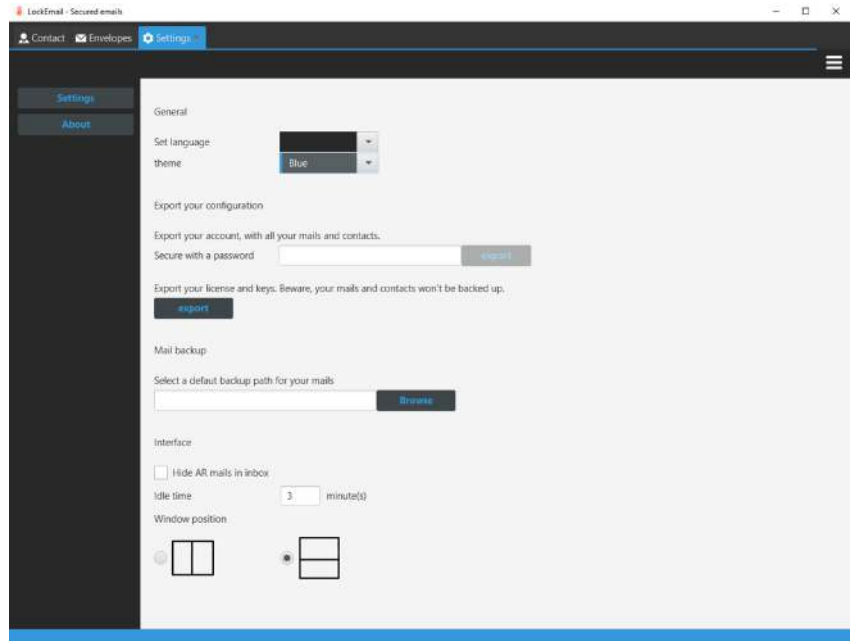 LockEmail - Secured emails
Contact Envelopes Settings
Settings
About
General
Set language
theme Blue
Export your configuration
Export your account, with all your mails and contacts.
Secure with a password export
Export your license and keys. Beware, your mails and contacts won't be backed up.
export
Mail backup
Select a defaut backup path for your mails
Browse
Interface
Hide AR mails in inbox
Idle time 3 minute(s)
Window position